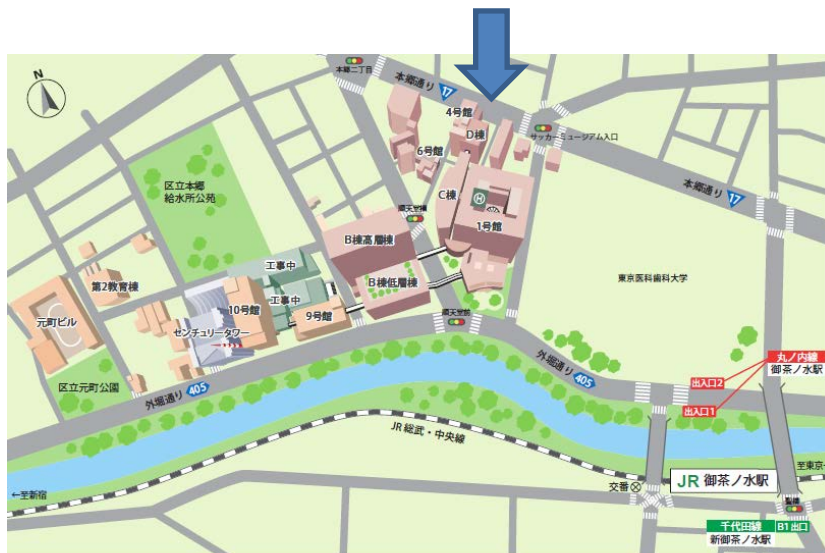 N
本郷二丁目
本郷通り 17
4号館
D棟
サッカーミュージアム入口
6号館
区立本郷
給水所公苑
C棟
H
本郷通り 17
1号館
B棟高層棟
工事中
東京医科歯科大学
第2教育棟
B棟低層棟
工事中
10号館
9号館
元町ビル
センチュリータワー
順天堂前
丸ノ内線
御茶ノ水駅
外堀通り 405
出入口2
区立元町公園
外堀通り 405
出入口1
JR総武・中央線
至東京→
←至新宿
交番
JR 御茶ノ水駅
千代田線 B1出口
新御茶ノ水駅